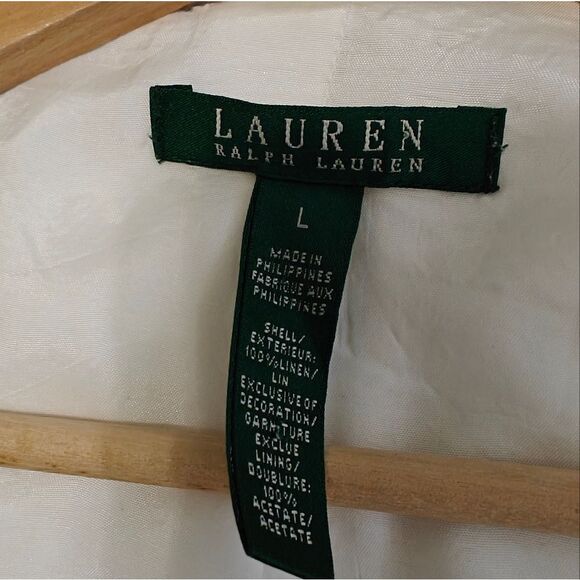 LAUREN
RALPH LAUREN
L
MADE IN
PHILIPPINES
FABRIQUE AUX
PHILIPPINES
SHELL/
EXTERIEUR:
100% LINEN/
LIN
EXCLUSIVE OF
DECORATION/
GARNITURE
EXCLUE
LINING/
DOUBLURE:
100%
ACETATE/
ACETATE